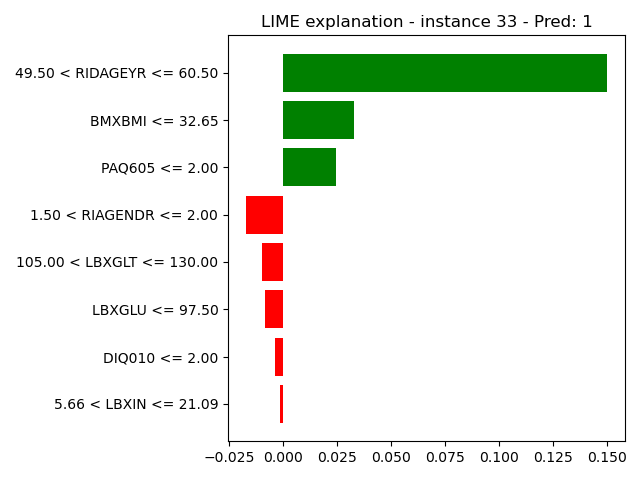 LIME explanation - instance 33 - Pred: 1
49.50 < RIDAGEYR <= 60.50
BMXBMI <= 32.65
PAQ605 <= 2.00
1.50 < RIAGENDR <= 2.00
105.00 < LBXGLT <= 130.00
LBXGLU <= 97.50
DIQ010 <= 2.00
5.66 < LBXIN <= 21.09
−0.025 0.000 0.025 0.050 0.075 0.100 0.125 0.150